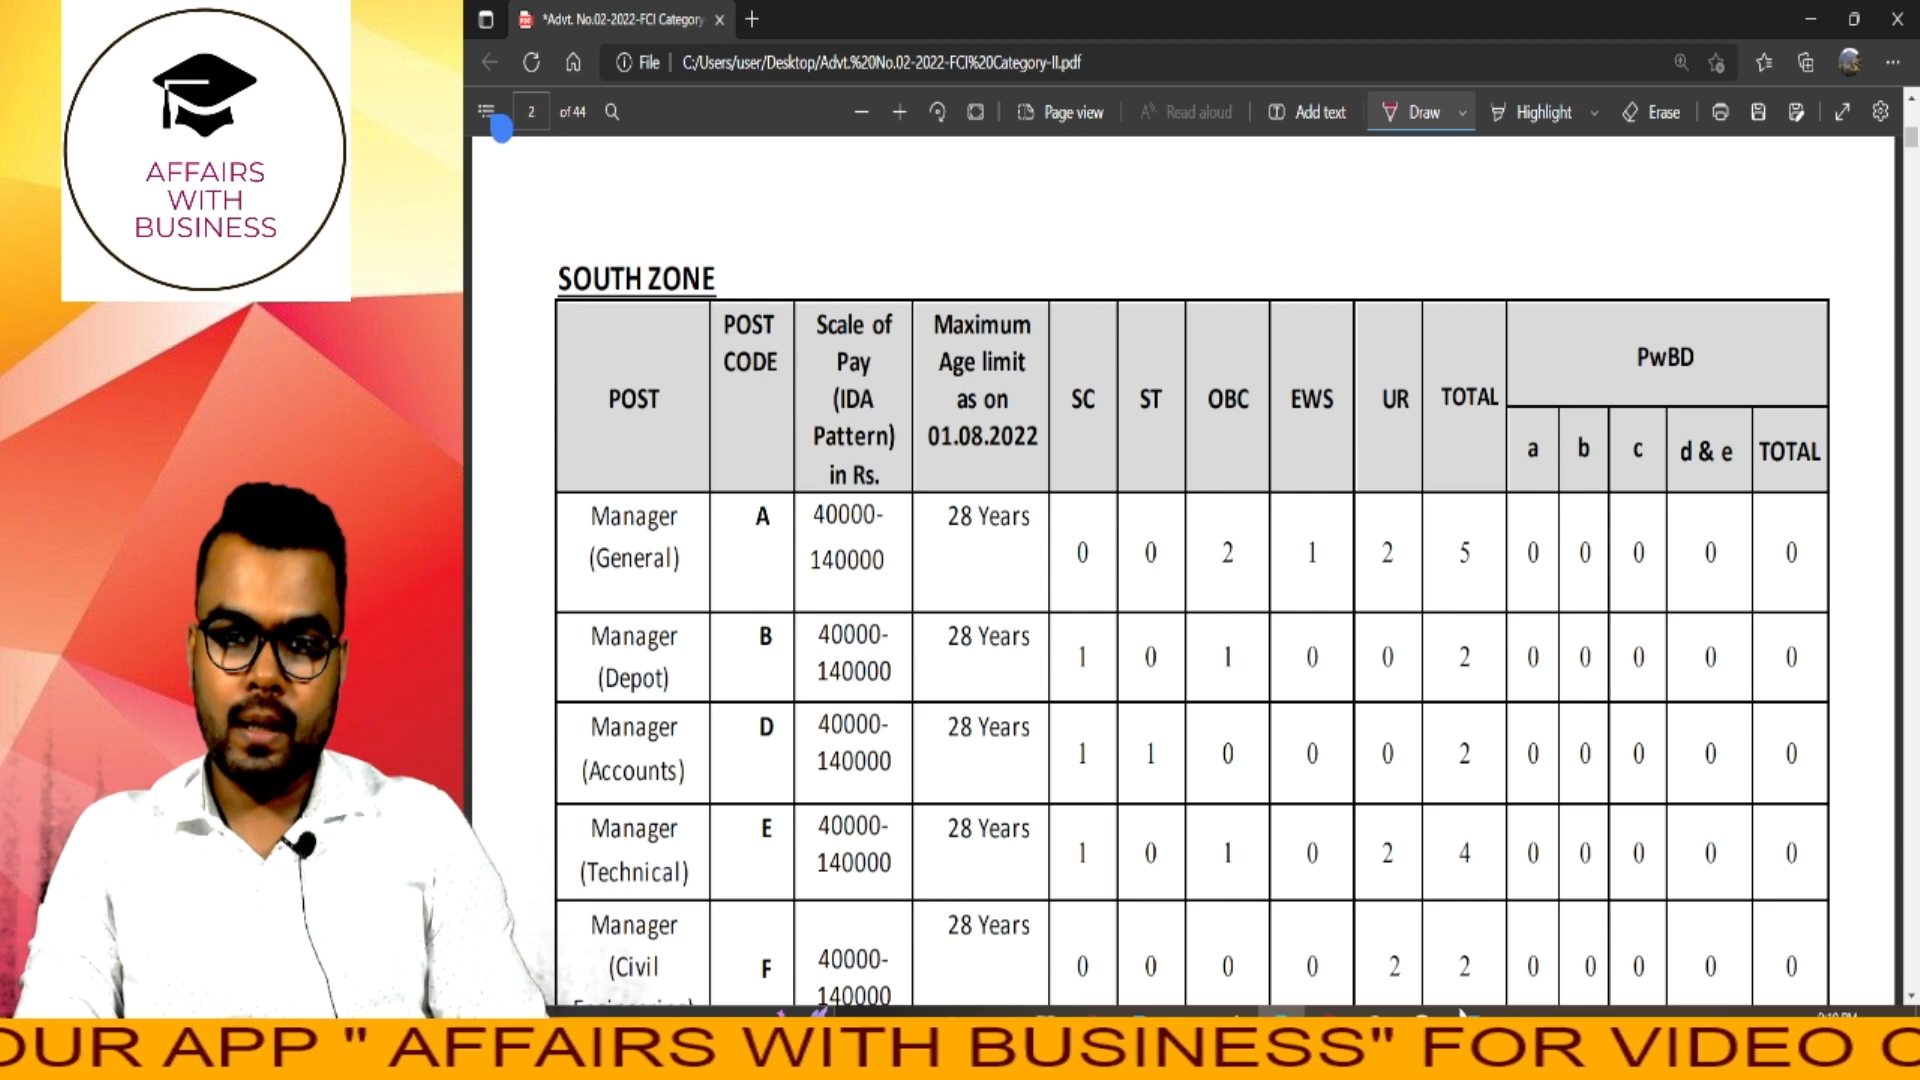 AFFAIRS
WITH
BUSINESS
*Advt. No.02-2022-FCI Category
File
C:/Users/user/Desktop/Advt.%20No.02-2022-FCI%20Category-II.pdf
2 of 44
Page view
Read aloud
Add text
Draw
Highlight
Erase
SOUTH ZONE
POST
POST
CODE
Scale of
Pay
(IDA
Pattern)
in Rs.
Maximum
Age limit
as on
01.08.2022
SC ST OBC EWS UR TOTAL
PwBD
a b c d & e TOTAL
Manager
(General)
A
40000-
140000
28 Years
0 0 2 1 2 5 0 0 0 0 0
Manager
(Depot)
B
40000-
140000
28 Years
1 0 1 0 0 2 0 0 0 0 0
Manager
(Accounts)
D
40000-
140000
28 Years
1 1 0 0 0 2 0 0 0 0 0
Manager
(Technical)
E
40000-
140000
28 Years
1 0 1 0 2 4 0 0 0 0 0
Manager
(Civil
F
40000-
140000
28 Years
0 0 0 0 2 2 0 0 0 0 0
OUR APP " AFFAIRS WITH BUSINESS" FOR VIDEO